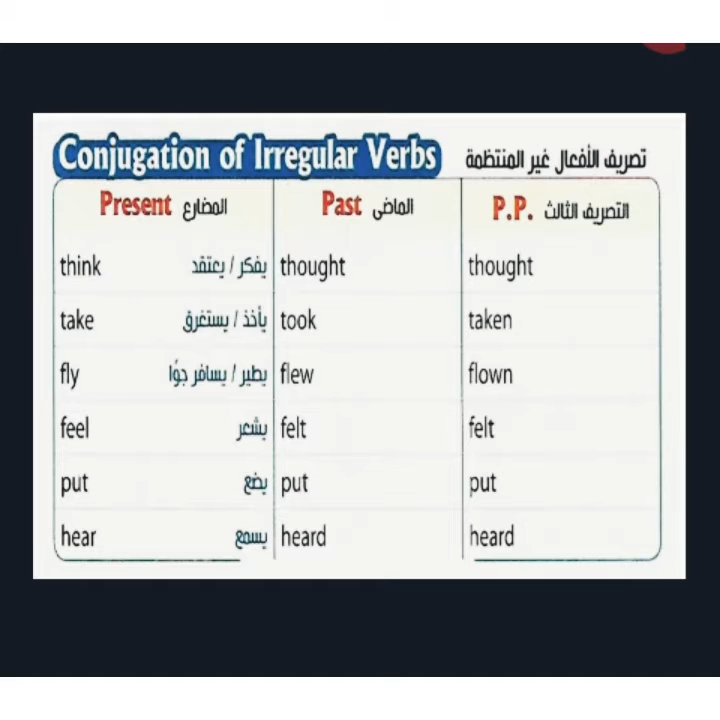 Conjugation of Irregular Verbs تصريف الأفعال غير المنتظمة
Present المضارع Past الماضى P.P. التصريف الثالث
think يفكر / يعتقد thought thought
take يأخذ / يستغرق took taken
fly يطير / يسافر جوًا flew flown
feel يشعر felt felt
put يضع put put
hear يسمع heard heard